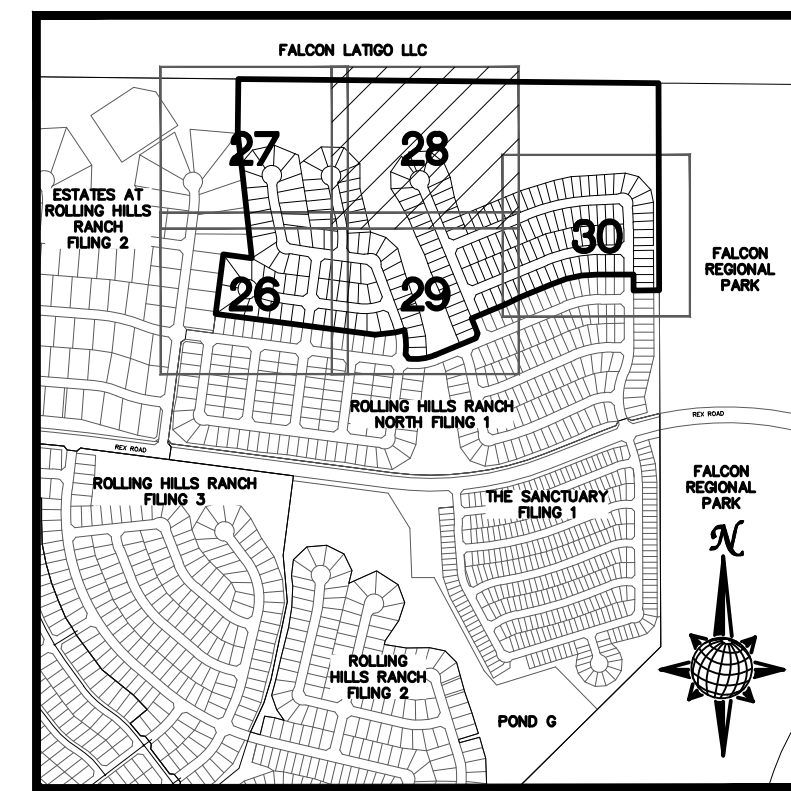 FALCON LATIGO LLC
27
28
ESTATES AT
ROLLING HILLS
RANCH
FILING 2
30
FALCON
REGIONAL
PARK
26
29
ROLLING HILLS RANCH
NORTH FILING 1
REX ROAD
REX ROAD
FALCON
REGIONAL
PARK
ROLLING HILLS RANCH
FILING 3
THE SANCTUARY
FILING 1
N
ROLLING
HILLS RANCH
FILING 2
POND G